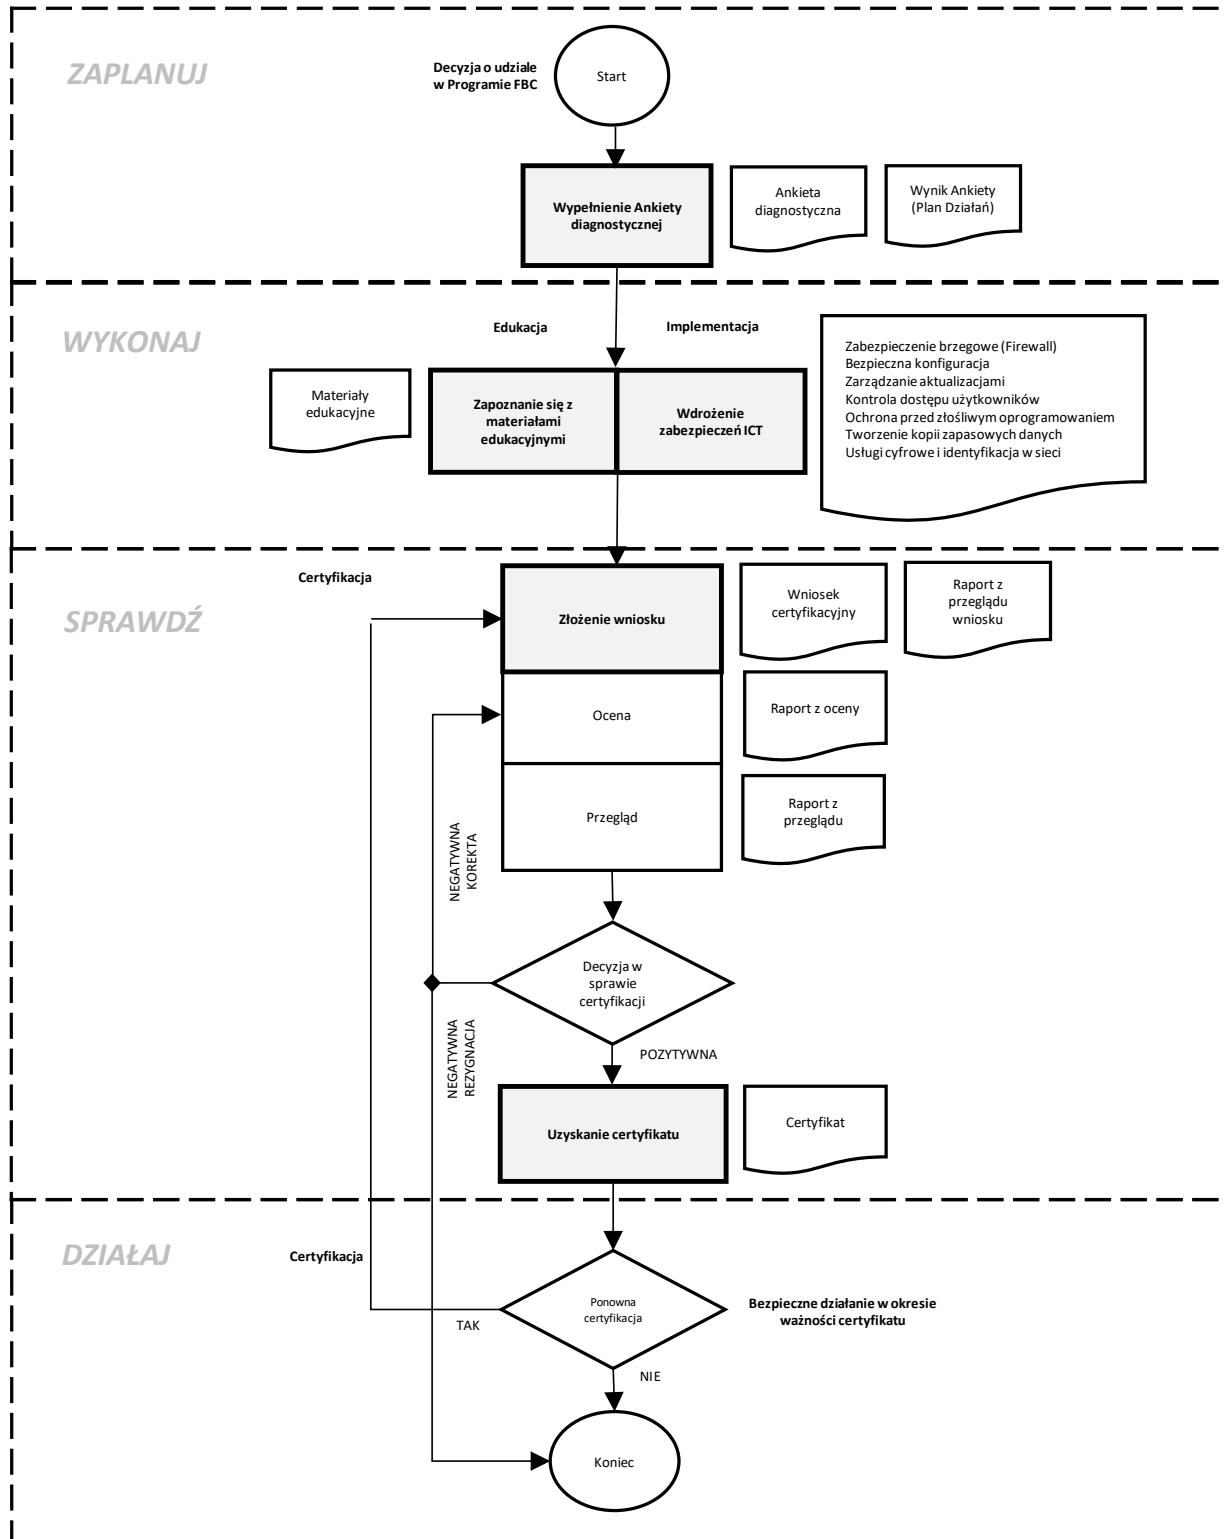 ZAPLANUJ
Decyzja o udziale
w Programie FBC
Start
Wypełnienie Ankiety
diagnostycznej
Ankieta
diagnostyczna
Wynik Ankiety
(Plan Działań)
WYKONAJ
Edukacja
Implementacja
Materiały
edukacyjne
Zapoznanie się z
materiałami
edukacyjnymi
Wdrożenie
zabezpieczeń ICT
Zabezpieczenie brzegowe (Firewall)
Bezpieczna konfiguracja
Zarządzanie aktualizacjami
Kontrola dostępu użytkowników
Ochrona przed złośliwym oprogramowaniem
Tworzenie kopii zapasowych danych
Usługi cyfrowe i identyfikacja w sieci
Certyfikacja
SPRAWDŹ
Złożenie wniosku
Wniosek
certyfikacyjny
Raport z
przeglądu
wniosku
Ocena
Raport z oceny
Przegląd
Raport z
przeglądu
NEGATYWNA
KOREKTA
Decyzja w
sprawie
certyfikacji
NEGATYWNA
REZYGNACJA
POZYTYWNA
Uzyskanie certyfikatu
Certyfikat
DZIAŁAJ
Certyfikacja
Ponowna
certyfikacja
Bezpieczne działanie w okresie
ważności certyfikatu
TAK
NIE
Koniec